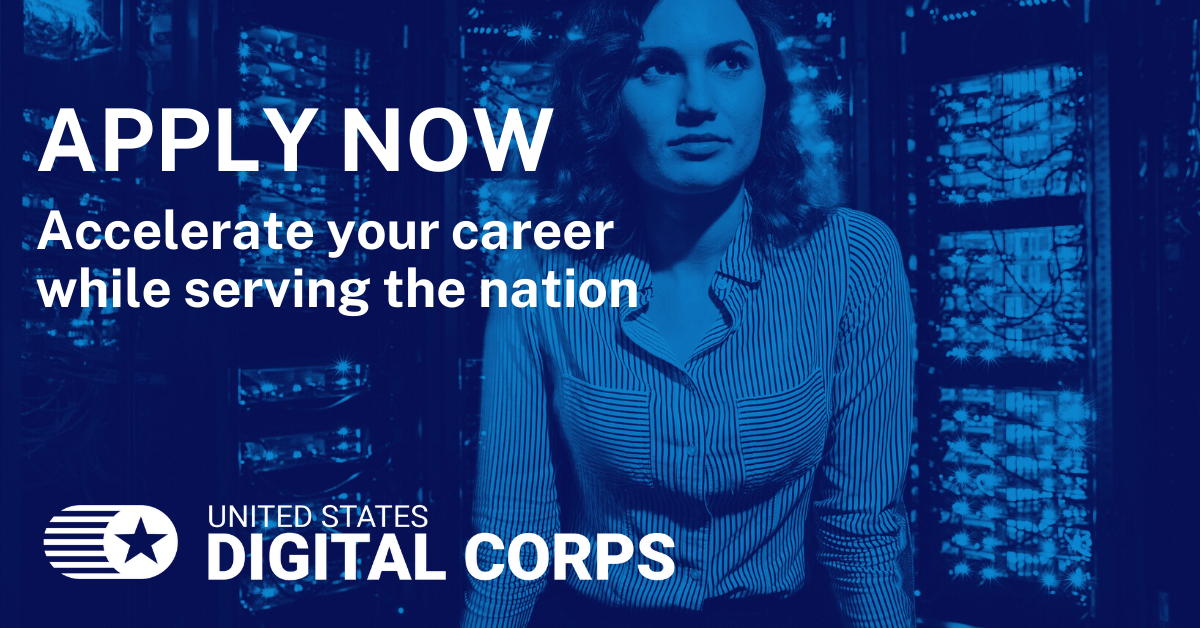 APPLY NOW
Accelerate your career
while serving the nation
UNITED STATES
DIGITAL CORPS